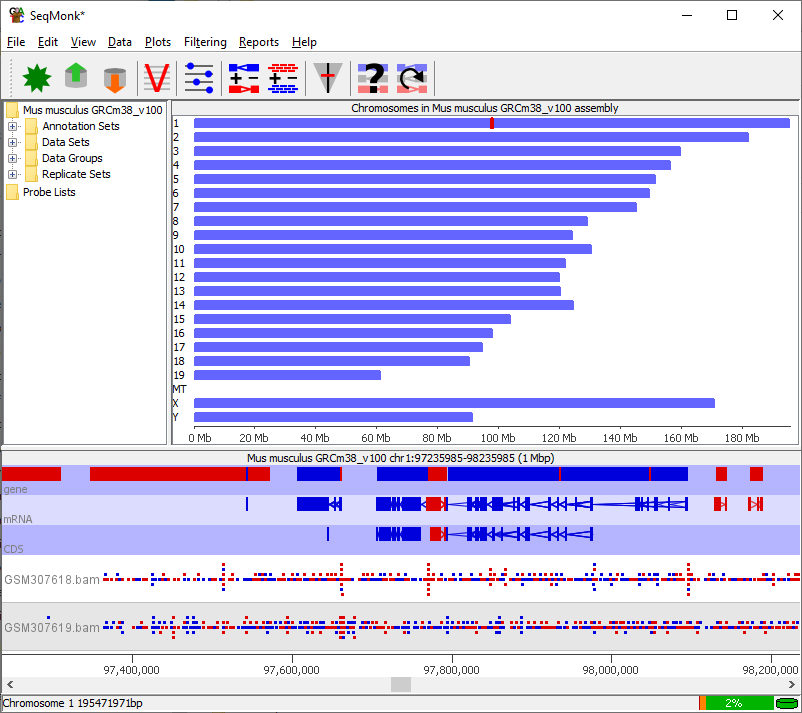 SeqMonk*
File Edit View Data Plots Filtering Reports Help
Mus musculus GRCm38_v100
Annotation Sets
Data Sets
Data Groups
Replicate Sets
Probe Lists
Chromosomes in Mus musculus GRCm38_v100 assembly
1
2
3
4
5
6
7
8
9
10
11
12
13
14
15
16
17
18
19
MT
X
Y
0 Mb 20 Mb 40 Mb 60 Mb 80 Mb 100 Mb 120 Mb 140 Mb 160 Mb 180 Mb
Mus musculus GRCm38_v100 chr1:97235985-98235985 (1 Mbp)
gene
mRNA
CDS
GSM307618.bam
GSM307619.bam
97,400,000 97,600,000 97,800,000 98,000,000 98,200,000
Chromosome 1 195471971bp 2%